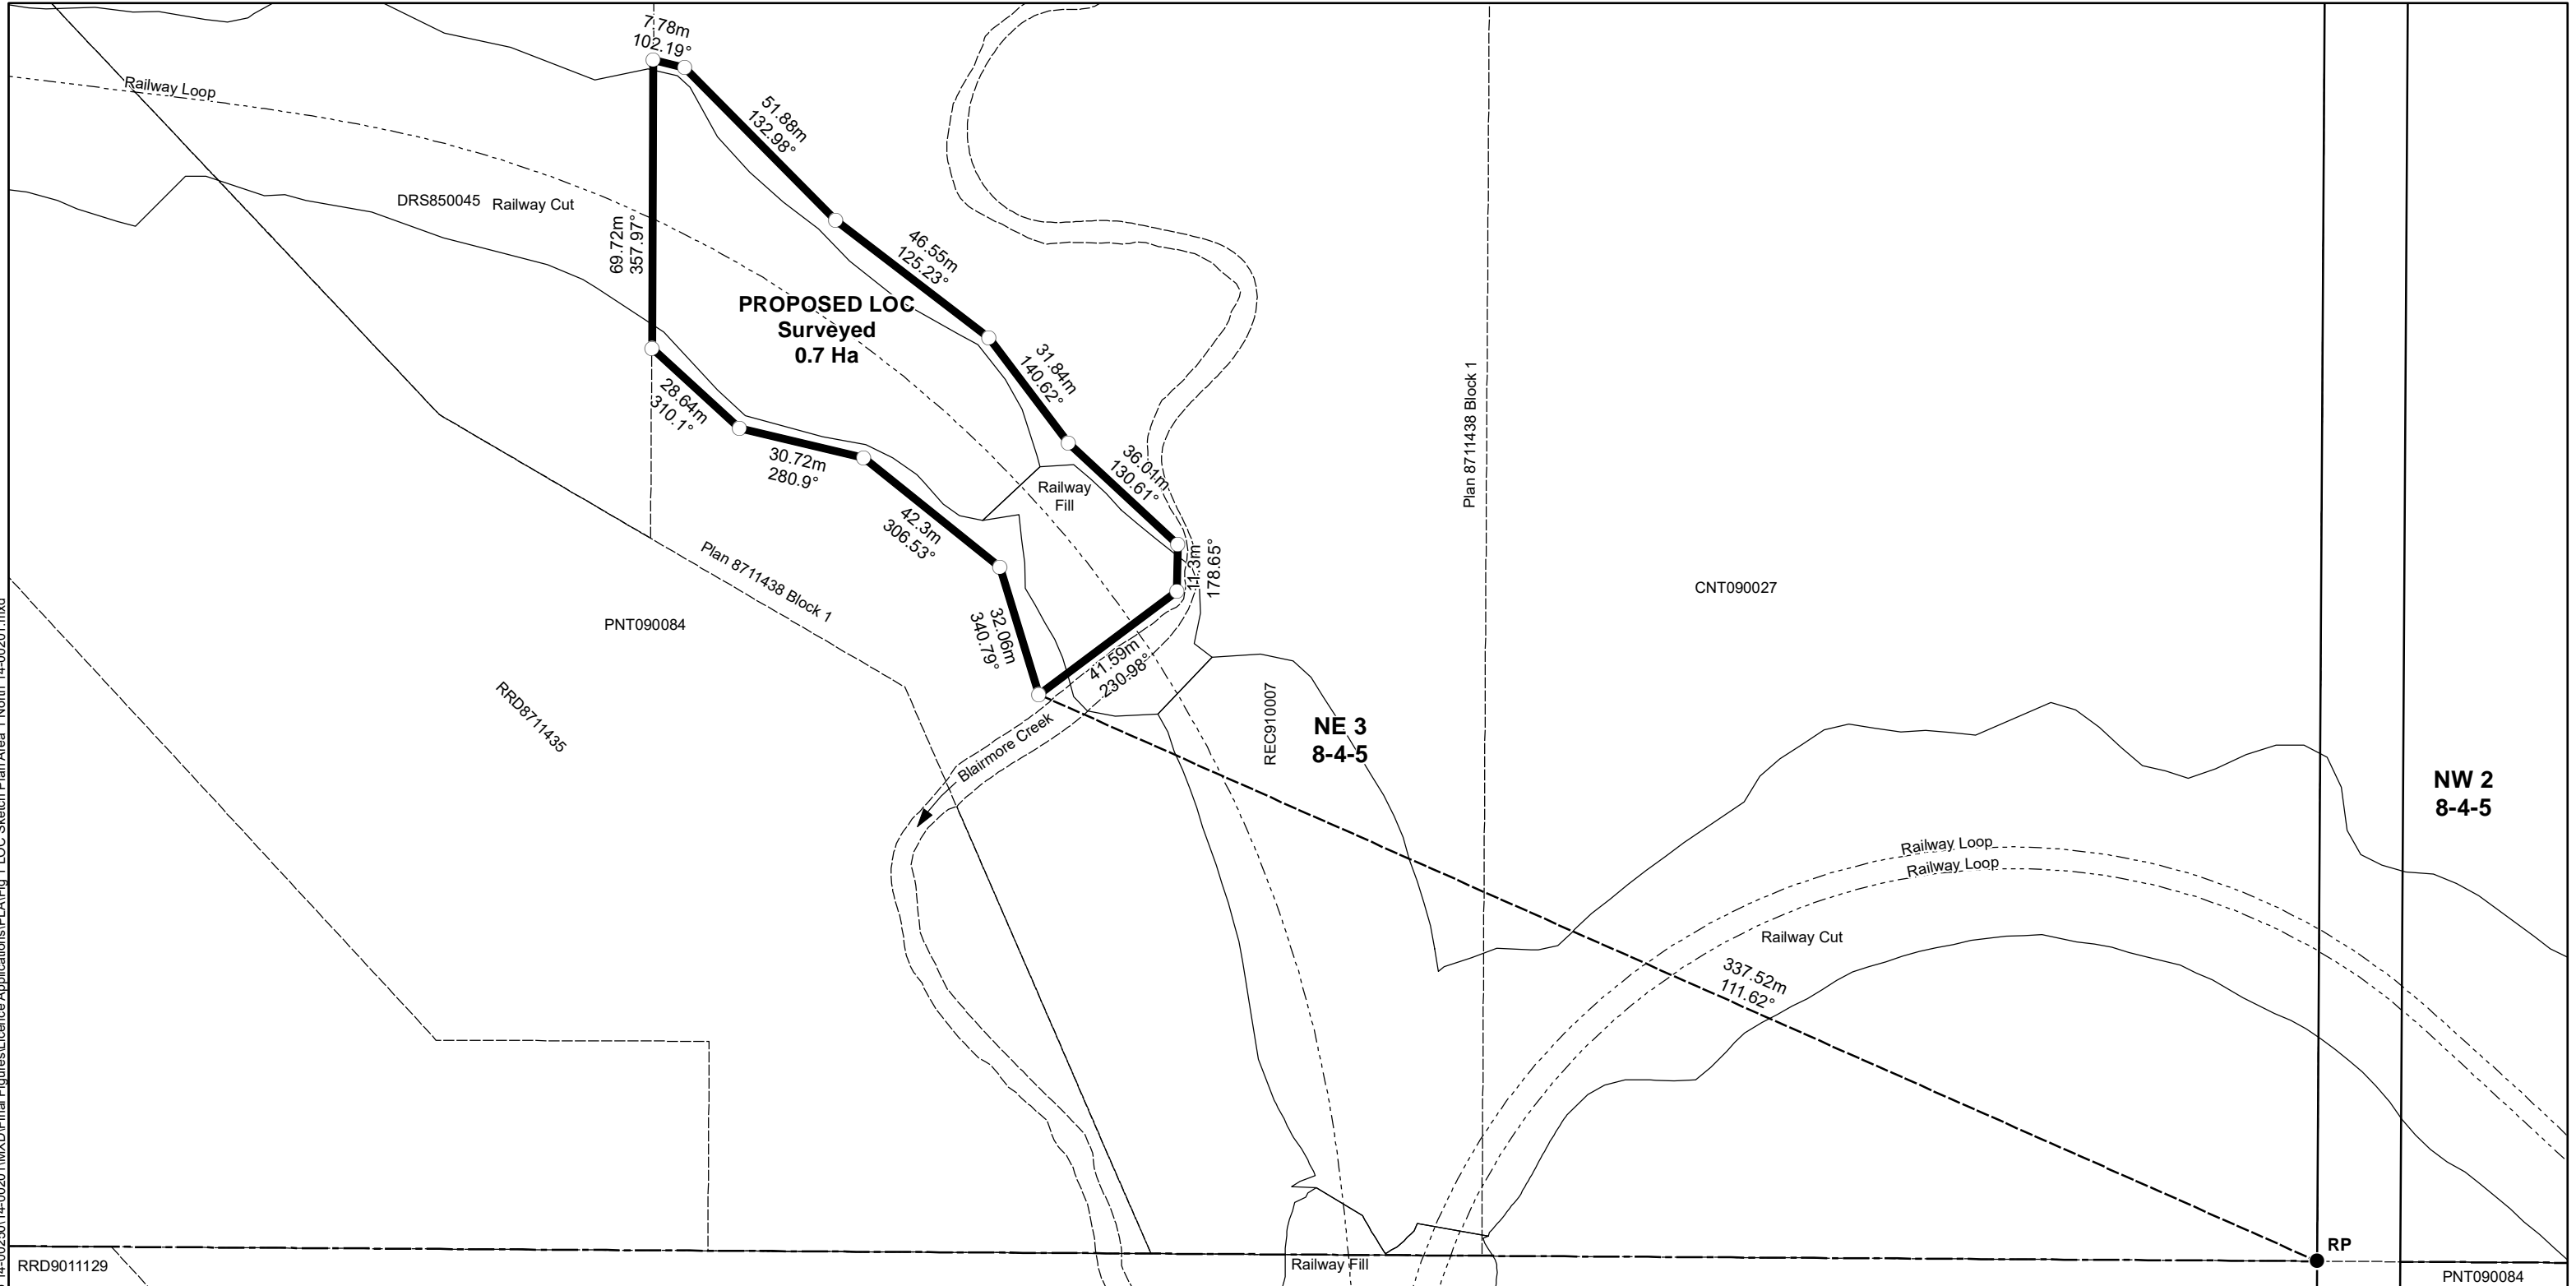 7.78m
102.19°
Railway Loop
51.88m
132.98°
DRS850045
Railway Cut
69.72m
357.97°
46.55m
125.23°
PROPOSED LOC
Surveyed
0.7 Ha
31.84m
140.62°
28.64m
310.1°
30.72m
280.9°
36.01m
130.61°
Railway
Fill
Plan 8711438 Block 1
42.3m
306.53°
11.3m
178.65°
Plan 8711438 Block 1
PNT090084
CNT090027
32.06m
340.79°
41.59m
230.98°
RRD8711435
REC910007
NE 3
8-4-5
Blairmore Creek
NW 2
8-4-5
Railway Loop
Railway Loop
Railway Cut
337.52m
111.62°
RP
RRD9011129
Railway Fill
PNT090084